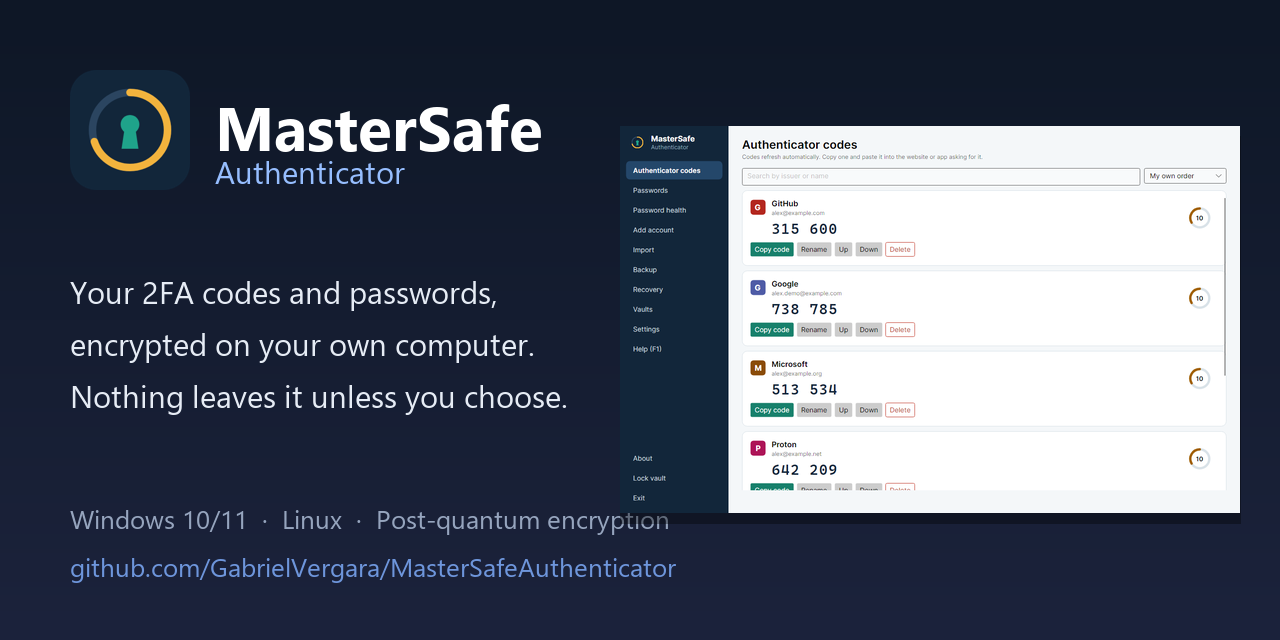 MasterSafe
Authenticator
Your 2FA codes and passwords,
encrypted on your own computer.
Nothing leaves it unless you choose.
Windows 10/11 · Linux · Post-quantum encryption
github.com/GabrielVergara/MasterSafeAuthenticator
MasterSafe
Authenticator
Authenticator codes
Passwords
Password health
Add account
Import
Backup
Recovery
Vaults
Settings
Help (F1)
About
Lock vault
Exit
Authenticator codes
Codes refresh automatically. Copy one and paste it into the website or app asking for it.
Search by issuer or name
My own order
G
GitHub
alex@example.com
315 600
10
Copy code Rename Up Down Delete
G
Google
alex.demo@example.com
738 785
10
Copy code Rename Up Down Delete
M
Microsoft
alex@example.org
513 534
10
Copy code Rename Up Down Delete
P
Proton
alex@example.net
642 209
10
Copy code Rename Up Down Delete